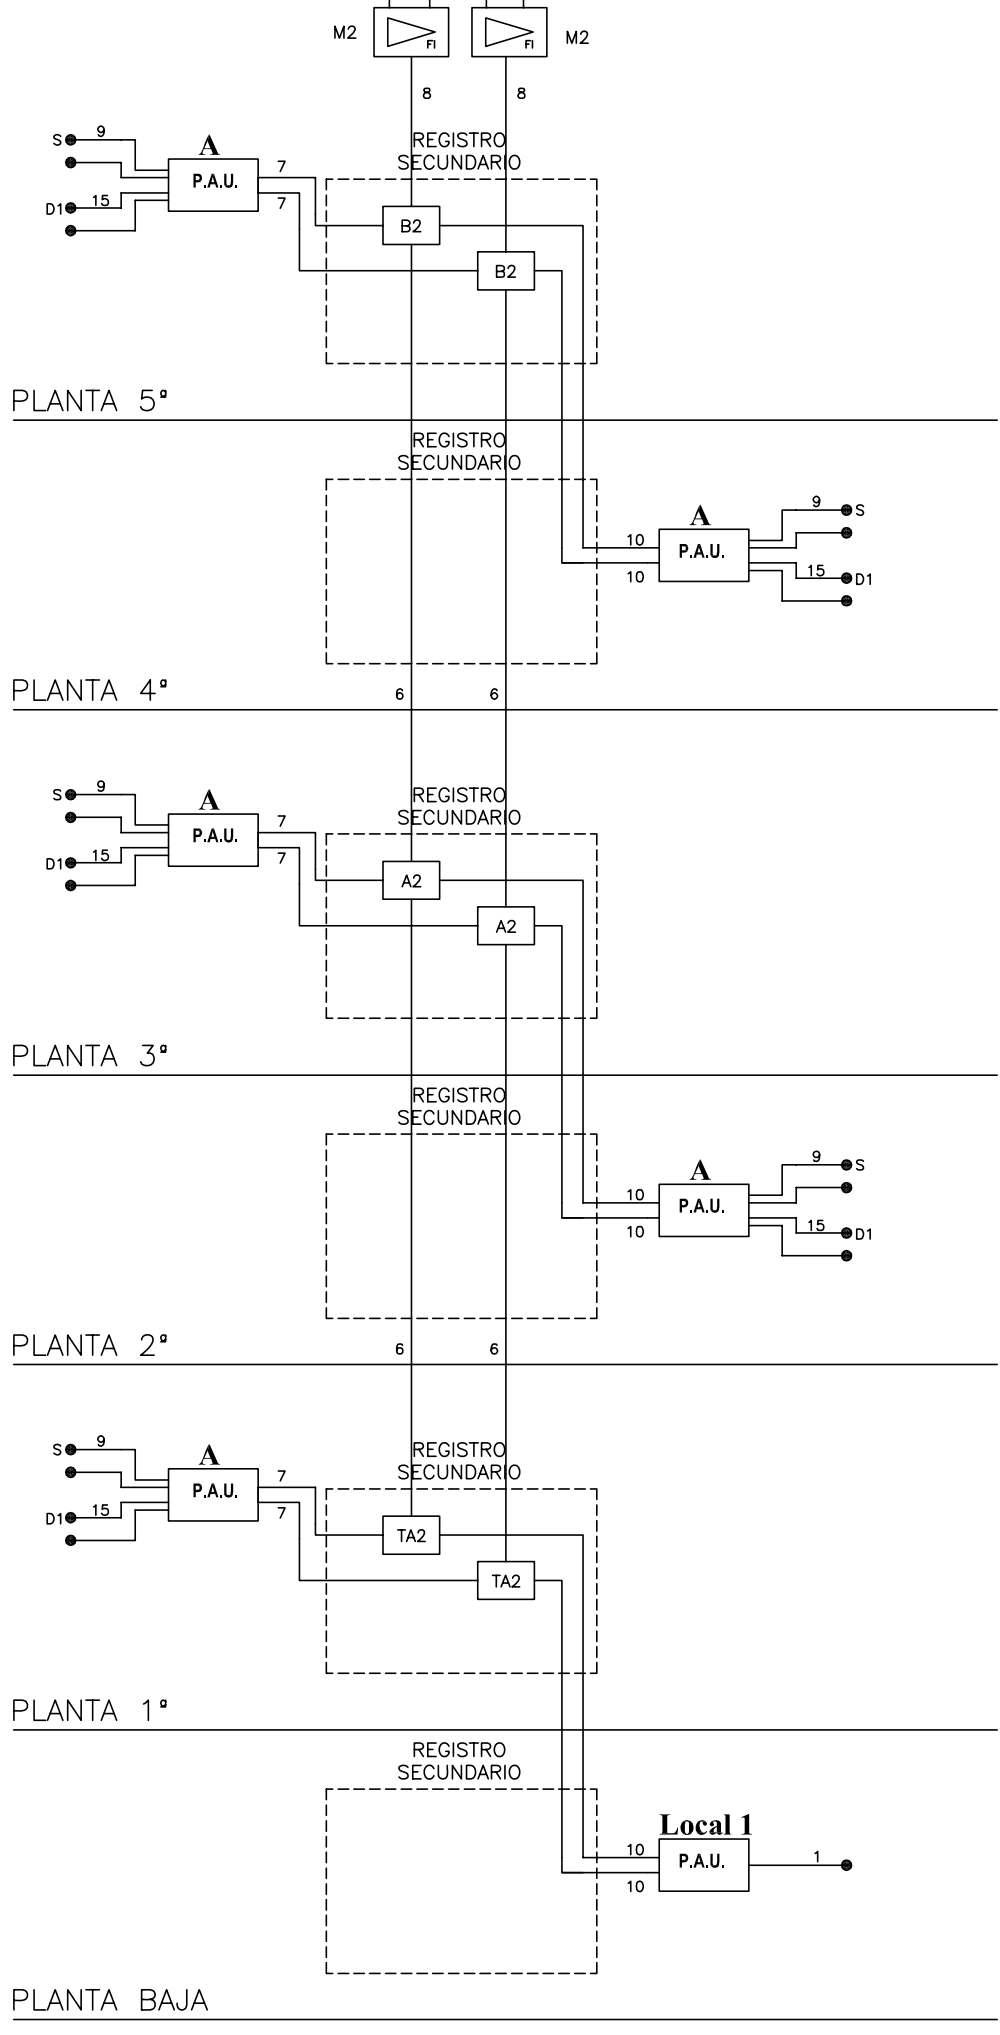 M2 FI FI M2
8 8
REGISTRO
SECUNDARIO
S 9 A
P.A.U. 7
D1 15 7
B2
B2
PLANTA 5ª
REGISTRO
SECUNDARIO
A 9 S
10 P.A.U.
10 15 D1
PLANTA 4ª
6 6
REGISTRO
SECUNDARIO
S 9 A
P.A.U. 7
D1 15 7
A2
A2
PLANTA 3ª
REGISTRO
SECUNDARIO
A 9 S
10 P.A.U.
10 15 D1
PLANTA 2ª
6 6
REGISTRO
SECUNDARIO
S 9 A
P.A.U. 7
D1 15 7
TA2
TA2
PLANTA 1ª
REGISTRO
SECUNDARIO
Local 1
10 P.A.U. 1
10
PLANTA BAJA